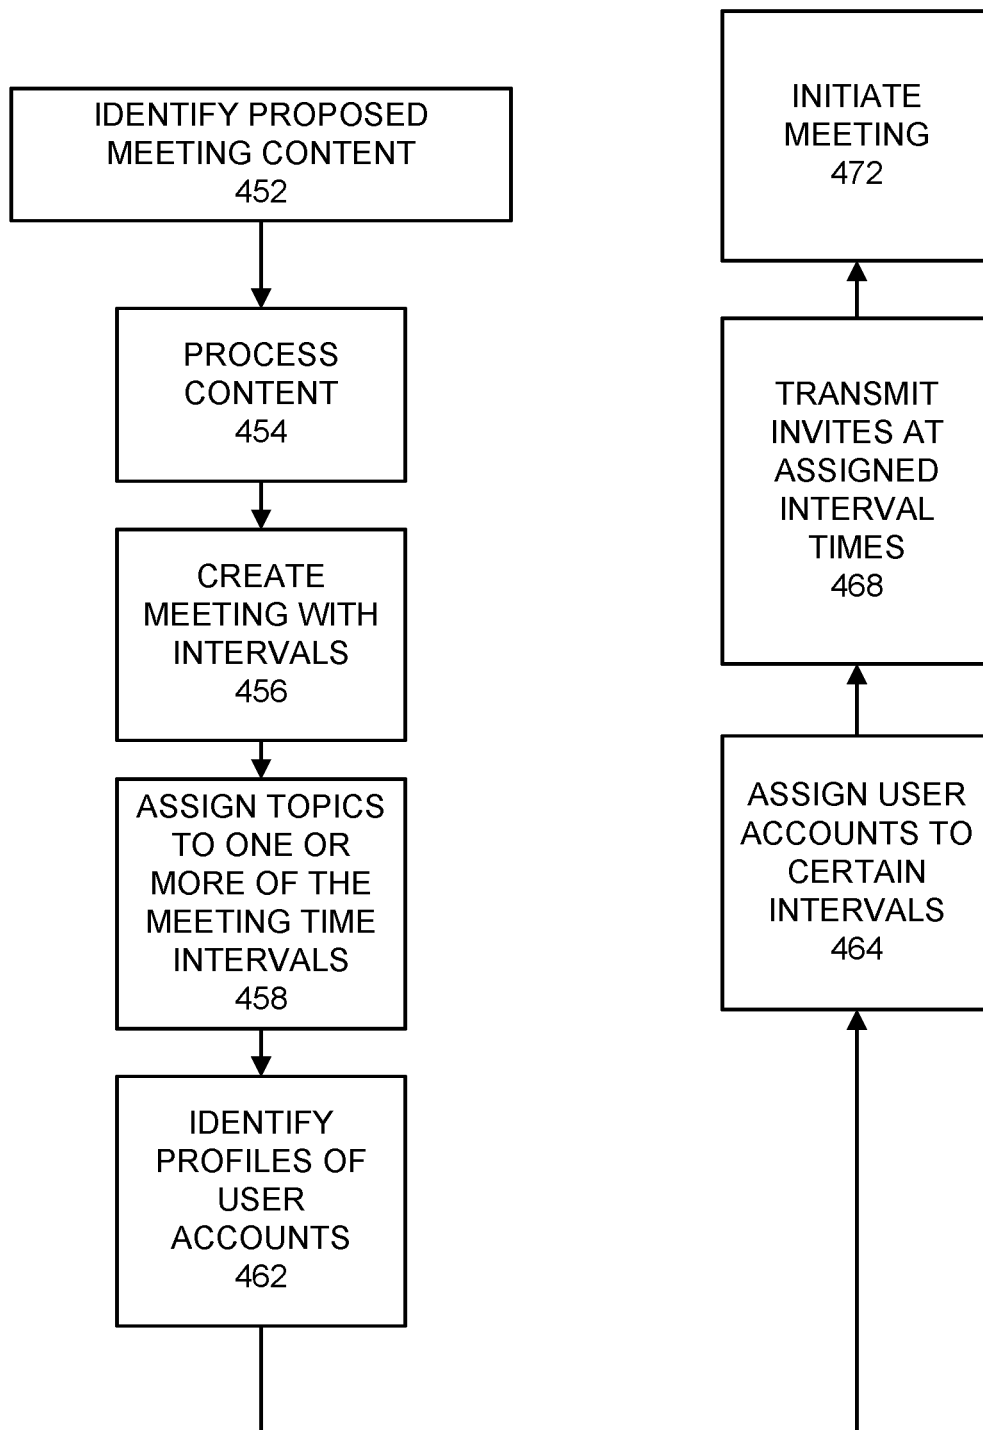 IDENTIFY PROPOSED
MEETING CONTENT
452
PROCESS
CONTENT
454
CREATE
MEETING WITH
INTERVALS
456
ASSIGN TOPICS
TO ONE OR
MORE OF THE
MEETING TIME
INTERVALS
458
IDENTIFY
PROFILES OF
USER
ACCOUNTS
462
ASSIGN USER
ACCOUNTS TO
CERTAIN
INTERVALS
464
TRANSMIT
INVITES AT
ASSIGNED
INTERVAL
TIMES
468
INITIATE
MEETING
472